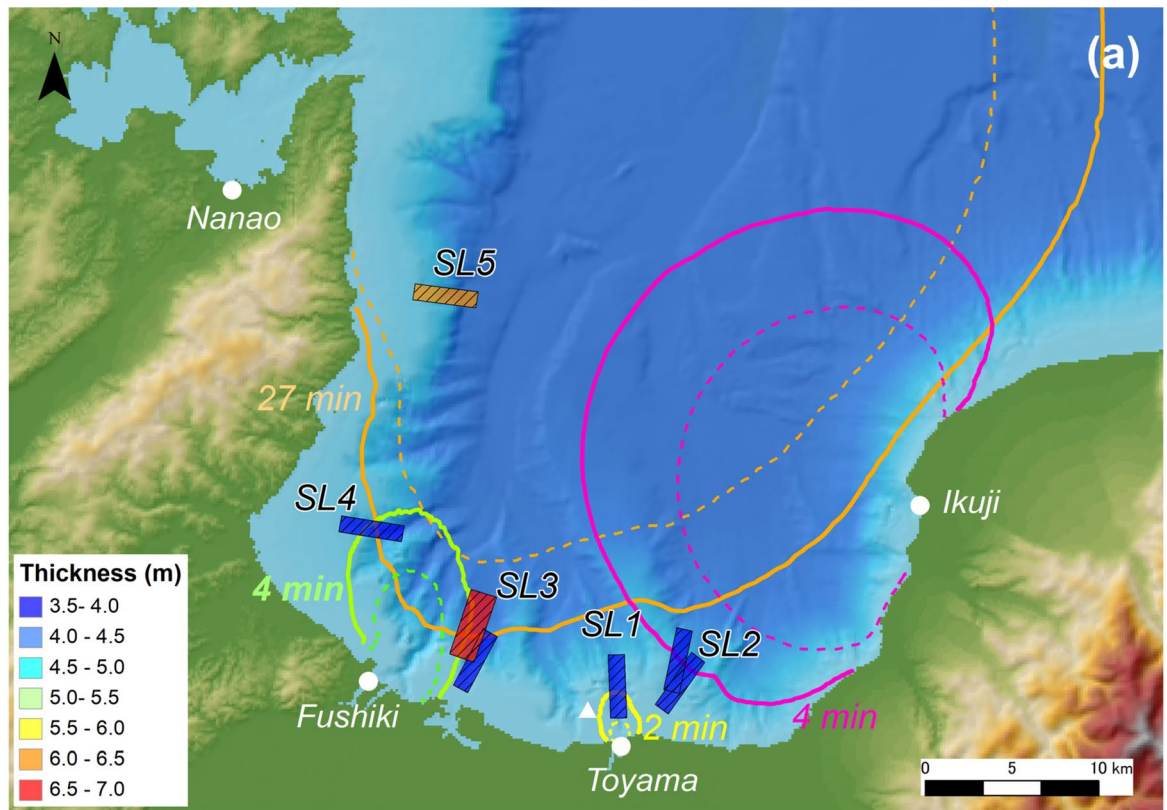 (a)
N
Nanao
SL5
27 min
SL4
Ikuji
4 min
SL3
SL1
SL2
Fushiki
2 min
4 min
Toyama
Thickness (m)
3.5- 4.0
4.0 - 4.5
4.5 - 5.0
5.0- 5.5
5.5 - 6.0
6.0 - 6.5
6.5 - 7.0
0 5 10 km